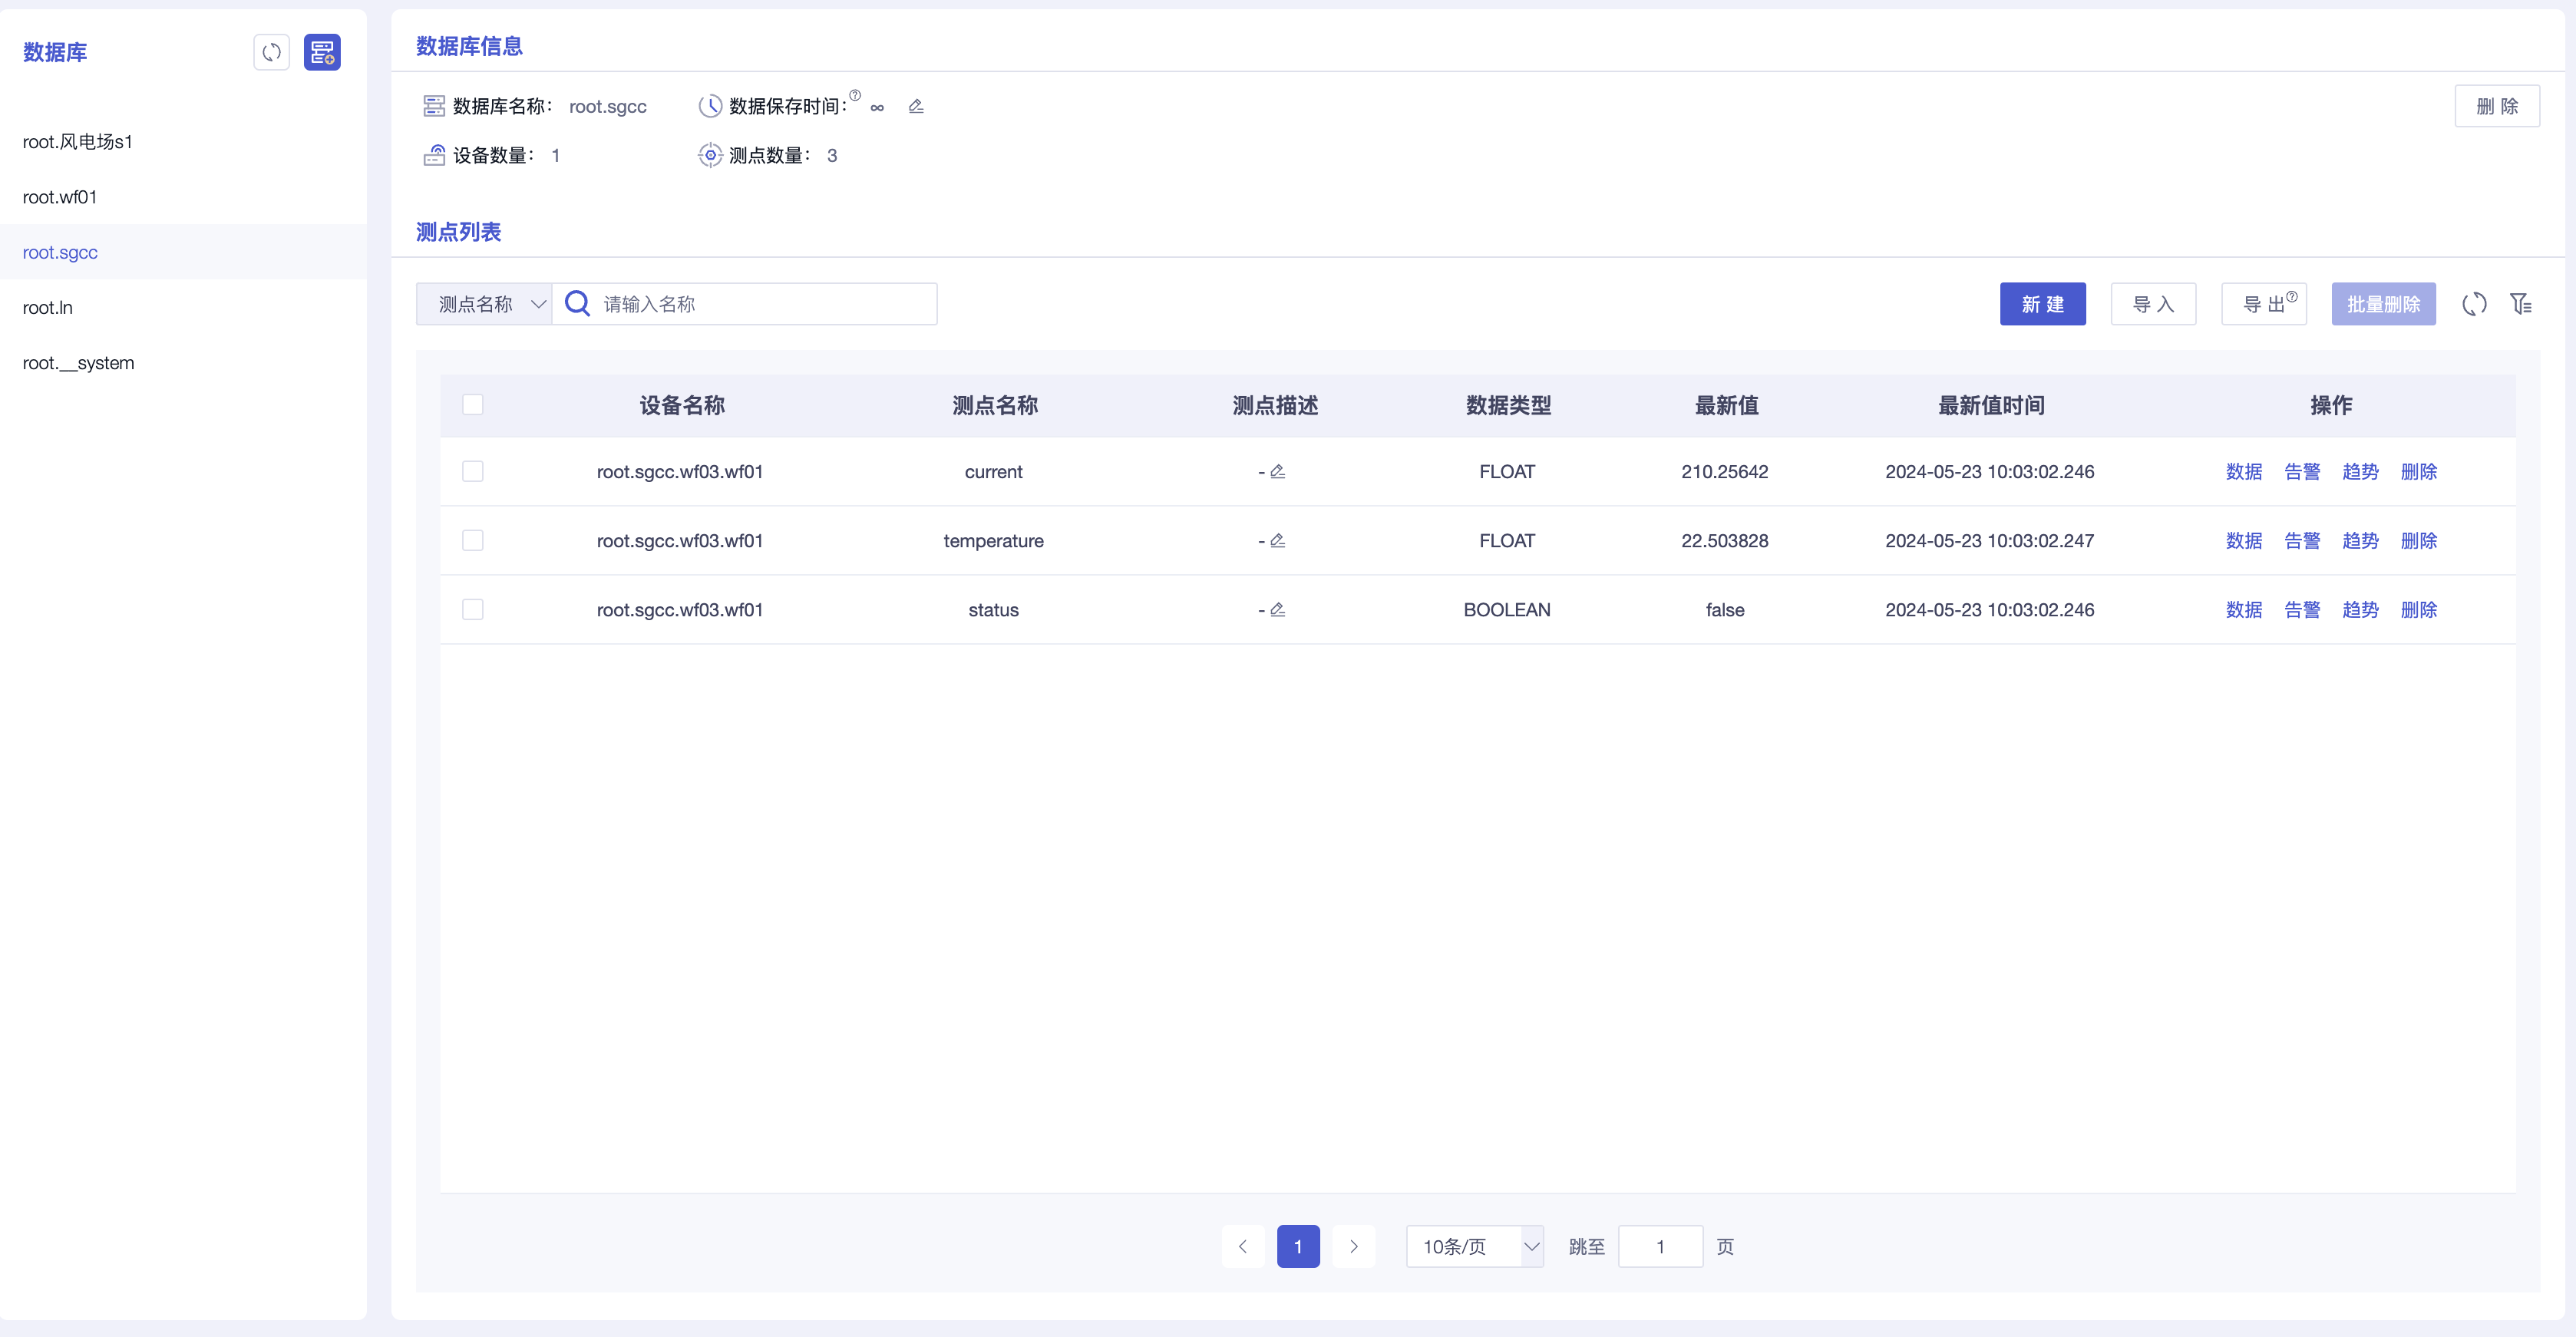 数据库
root.风电场s1
root.wf01
root.sgcc
root.ln
root.__system
数据库信息
数据库名称： root.sgcc 数据保存时间： ∞
删 除
设备数量： 1 测点数量： 3
测点列表
测点名称 请输入名称 新 建 导 入 导 出 批量删除
设备名称 测点名称 测点描述 数据类型 最新值 最新值时间 操作
root.sgcc.wf03.wf01 current - FLOAT 210.25642 2024-05-23 10:03:02.246 数据 告警 趋势 删除
root.sgcc.wf03.wf01 temperature - FLOAT 22.503828 2024-05-23 10:03:02.247 数据 告警 趋势 删除
root.sgcc.wf03.wf01 status - BOOLEAN false 2024-05-23 10:03:02.246 数据 告警 趋势 删除
1 10条/页 跳至 1 页